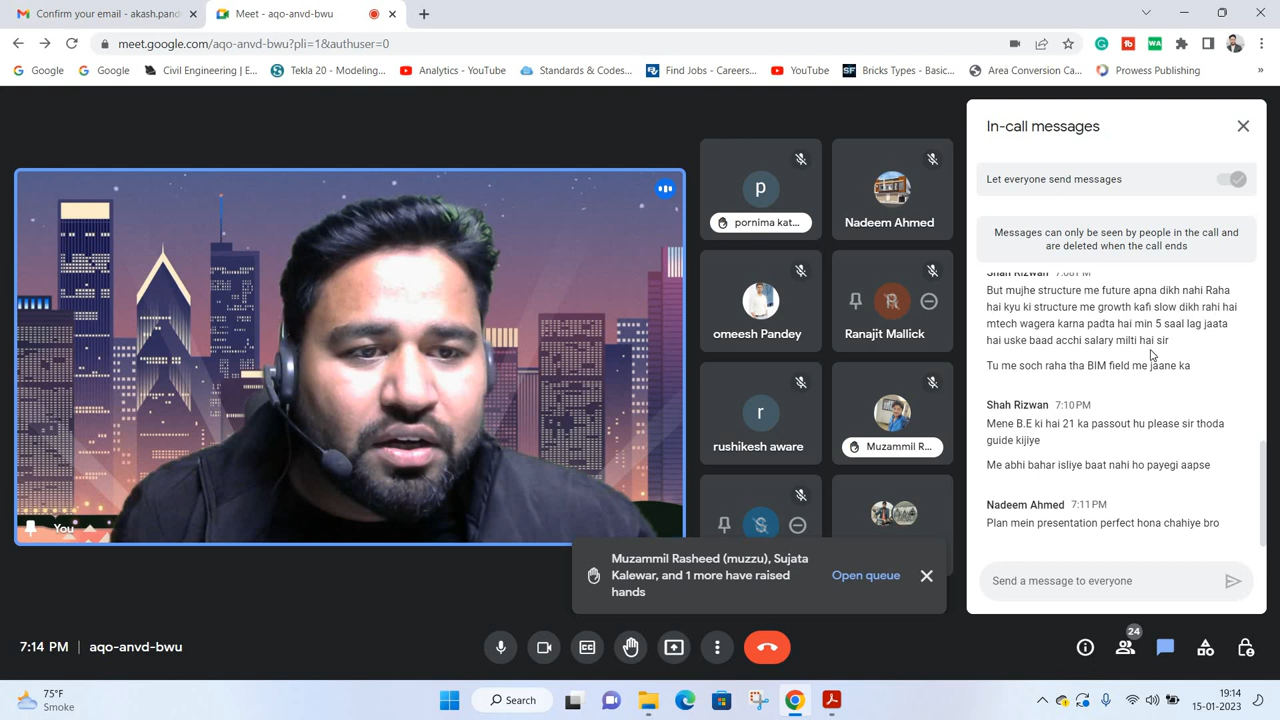 Confirm your email - akash.pand
Meet - aqo-anvd-bwu
meet.google.com/aqo-anvd-bwu?pli=1&authuser=0
Google
Google
Civil Engineering | E...
Tekla 20 - Modeling...
Analytics - YouTube
Standards & Codes...
Find Jobs - Careers...
YouTube
SF
Bricks Types - Basic...
Area Conversion Ca...
Prowess Publishing
»
You
p
pornima kat...
Nadeem Ahmed
omeesh Pandey
Ranajit Mallick
r
rushikesh aware
Muzammil R...
Muzammil Rasheed (muzzu), Sujata
Kalewar, and 1 more have raised
hands
Open queue
In-call messages
Let everyone send messages
Messages can only be seen by people in the call and
are deleted when the call ends
Shah Rizwan
But mujhe structure me future apna dikh nahi Raha
hai kyu ki structure me growth kafi slow dikh rahi hai
mtech wagera karna padta hai min 5 saal lag jaata
hai uske baad acchi salary milti hai sir
Tu me soch raha tha BIM field me jaane ka
Shah Rizwan 7:10 PM
Mene B.E ki hai 21 ka passout hu please sir thoda
guide kijiye
Me abhi bahar isliye baat nahi ho payegi aapse
Nadeem Ahmed 7:11 PM
Plan mein presentation perfect hona chahiye bro
Send a message to everyone
7:14 PM | aqo-anvd-bwu
24
75°F
Smoke
Search
19:14
15-01-2023